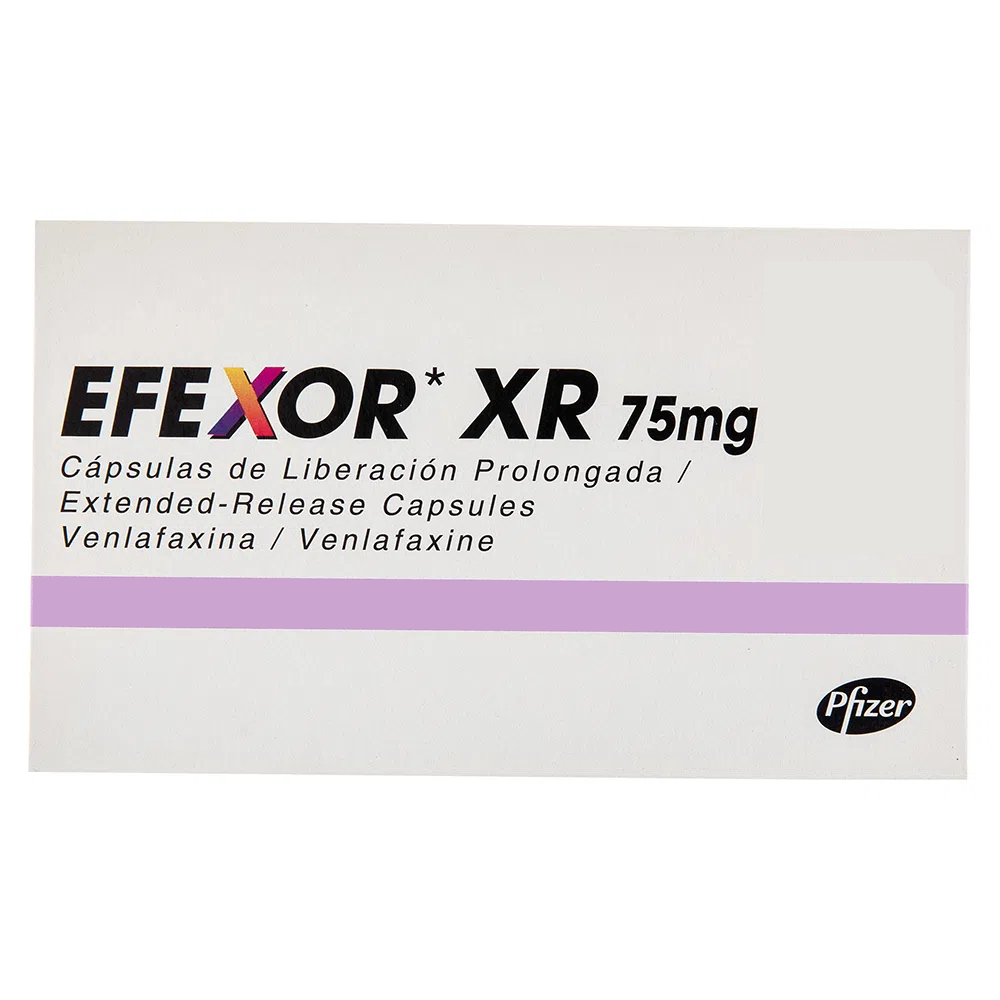 EFEXOR* XR 75mg
Cápsulas de Liberación Prolongada /
Extended-Release Capsules
Venlafaxina / Venlafaxine
Pfizer